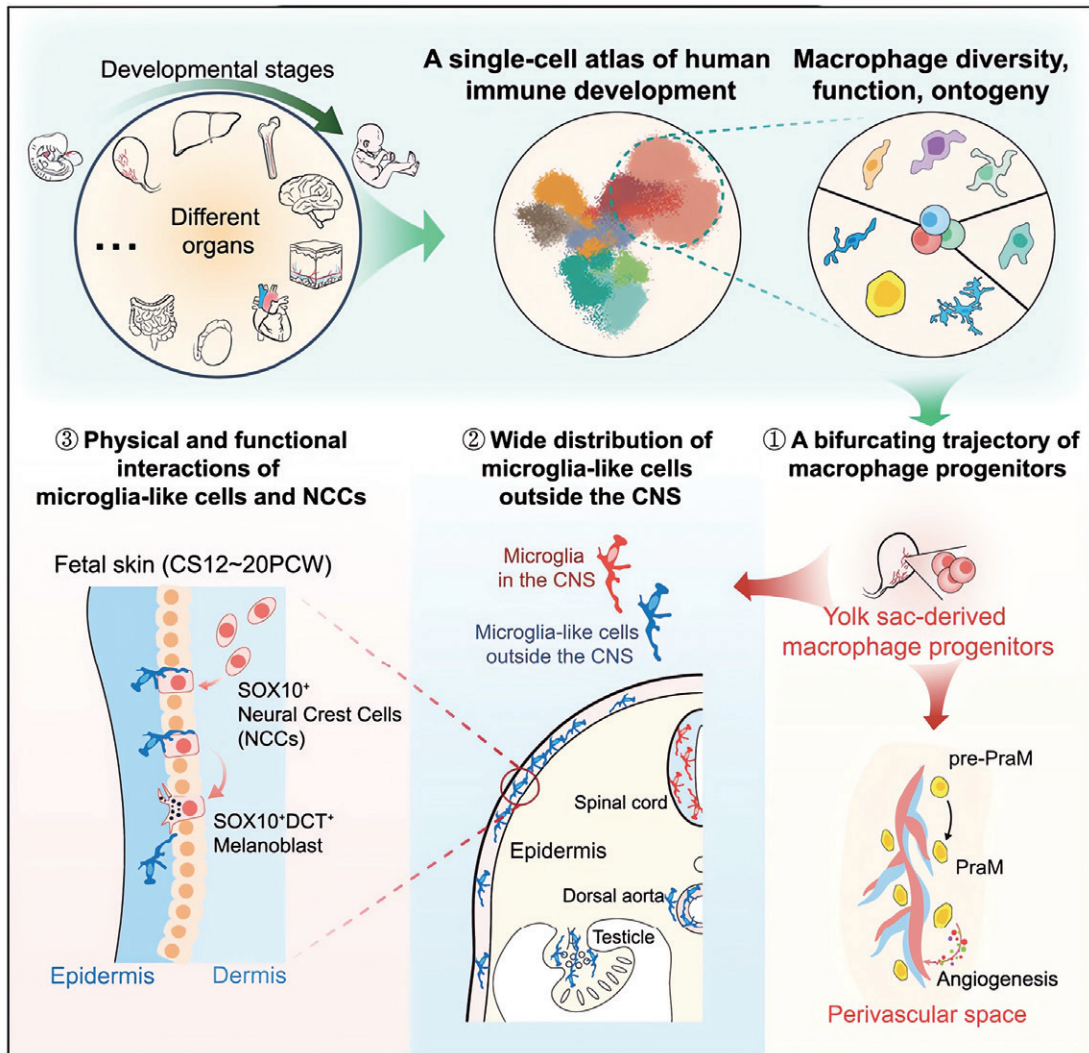 Developmental stages
Different
organs
...
A single-cell atlas of human
immune development
Macrophage diversity,
function, ontogeny
③ Physical and functional
interactions of
microglia-like cells and NCCs
Fetal skin (CS12~20PCW)
SOX10⁺
Neural Crest Cells
(NCCs)
SOX10⁺DCT⁺
Melanoblast
Epidermis
Dermis
② Wide distribution of
microglia-like cells
outside the CNS
Microglia
in the CNS
Microglia-like cells
outside the CNS
Spinal cord
Epidermis
Dorsal aorta
Testicle
① A bifurcating trajectory of
macrophage progenitors
Yolk sac-derived
macrophage progenitors
pre-PraM
PraM
Angiogenesis
Perivascular space